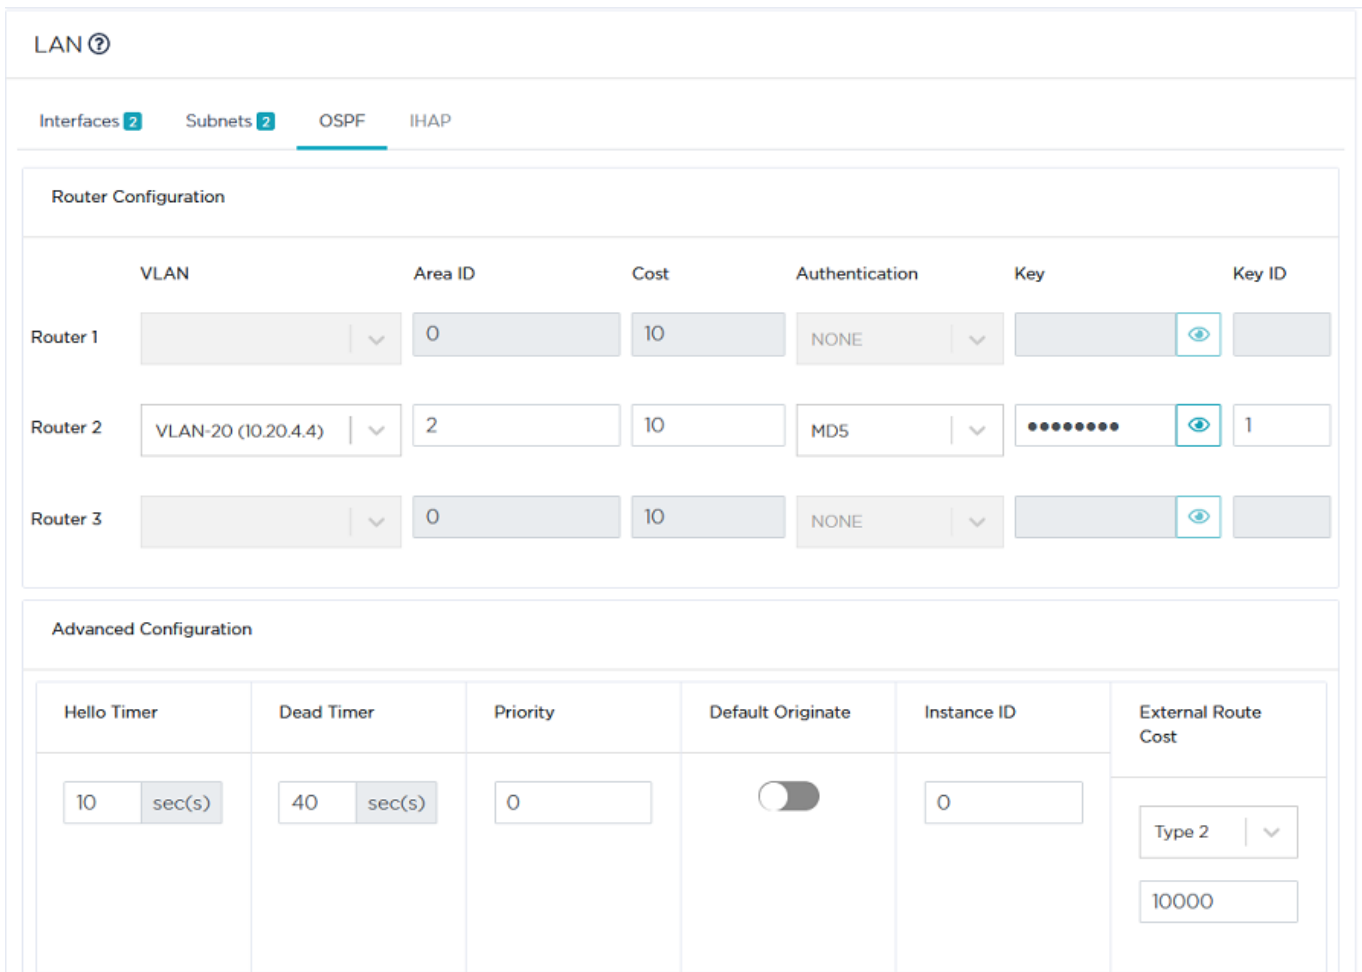 LAN
Interfaces 2 Subnets 2 OSPF IHAP
Router Configuration
VLAN Area ID Cost Authentication Key Key ID
Router 1 0 10 NONE
Router 2 VLAN-20 (10.20.4.4) 2 10 MD5 •••••••• 1
Router 3 0 10 NONE
Advanced Configuration
Hello Timer Dead Timer Priority Default Originate Instance ID External Route
Cost
10 sec(s) 40 sec(s) 0 0
Type 2
10000